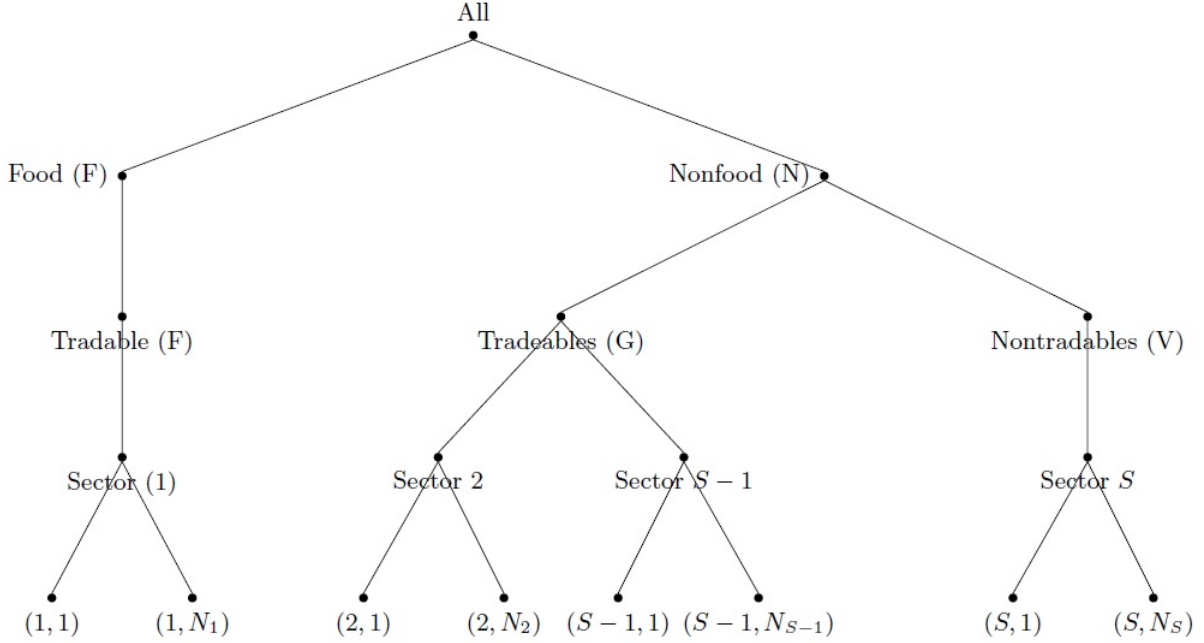 All
Food (F)
Nonfood (N)
Tradable (F)
Tradeables (G)
Nontradables (V)
Sector (1)
Sector 2
Sector S − 1
Sector S
(1, 1)
(1, N₁)
(2, 1)
(2, N₂)
(S − 1, 1)
(S − 1, N_{S−1})
(S, 1)
(S, N_S)